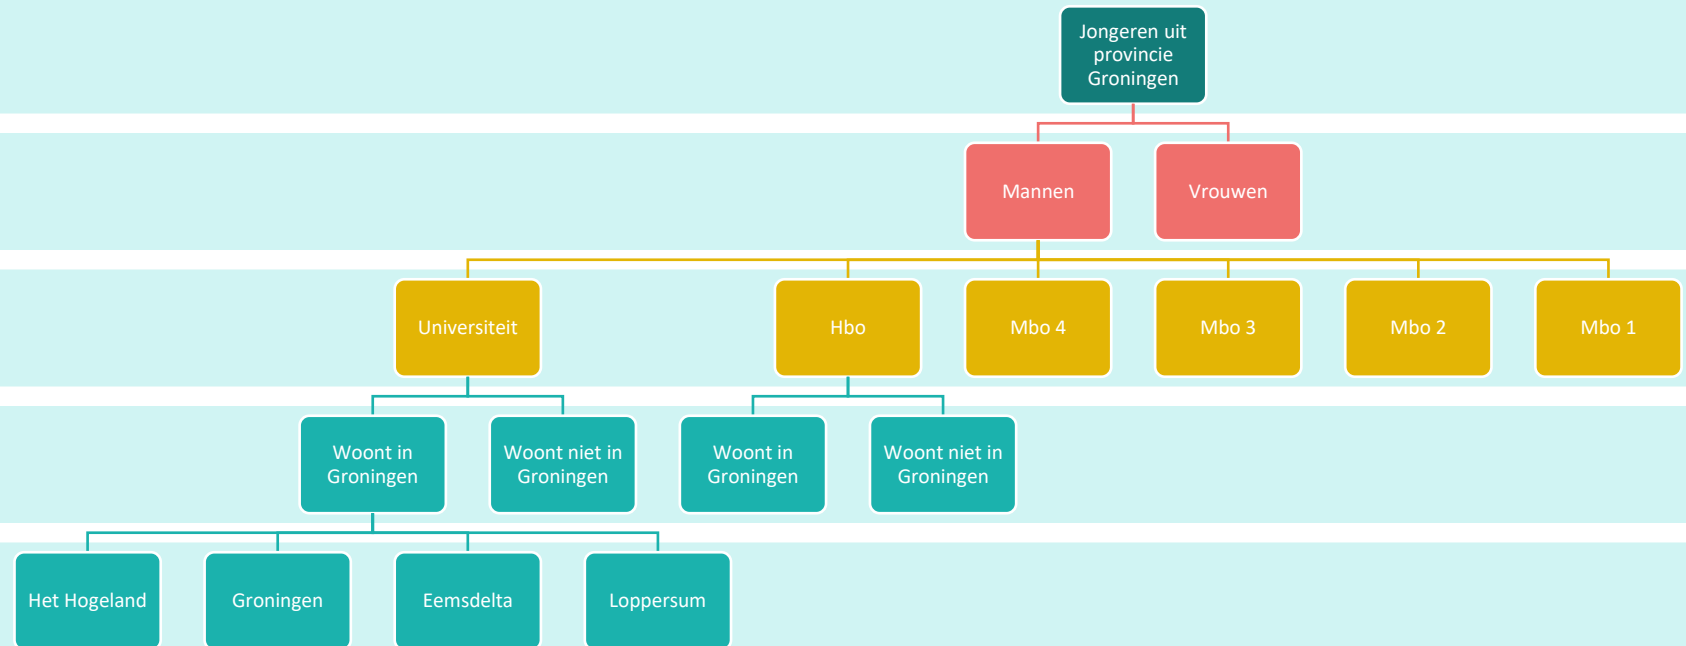 Jongeren uit
provincie
Groningen
Mannen
Vrouwen
Universiteit
Hbo
Mbo 4
Mbo 3
Mbo 2
Mbo 1
Woont in
Groningen
Woont niet in
Groningen
Woont in
Groningen
Woont niet in
Groningen
Het Hogeland
Groningen
Eemsdelta
Loppersum